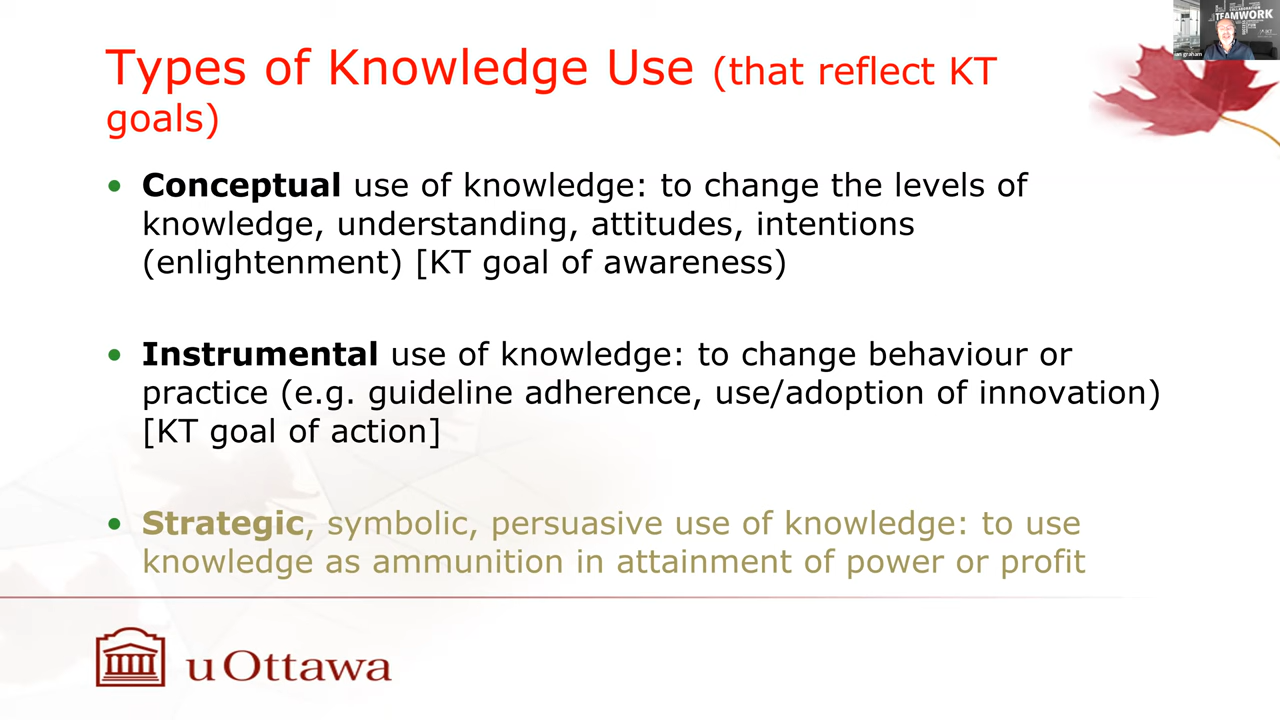 COLLABORATION
TEAMWORK
ian graham
Types of Knowledge Use (that reflect KT
goals)
• Conceptual use of knowledge: to change the levels of
knowledge, understanding, attitudes, intentions
(enlightenment) [KT goal of awareness)
• Instrumental use of knowledge: to change behaviour or
practice (e.g. guideline adherence, use/adoption of innovation)
[KT goal of action]
• Strategic, symbolic, persuasive use of knowledge: to use
knowledge as ammunition in attainment of power or profit
uOttawa